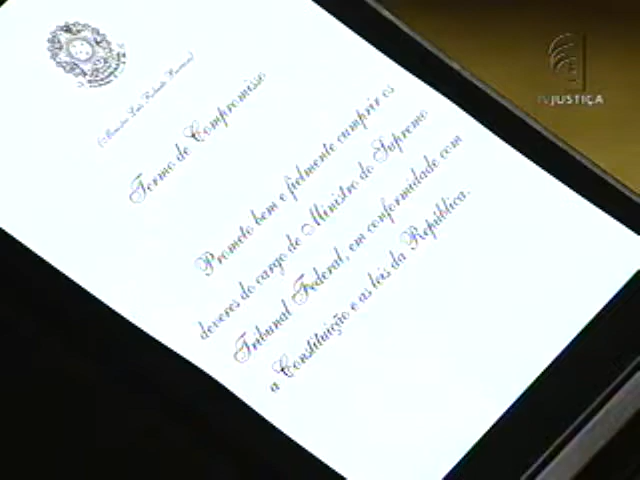 (Ministro Luís Roberto Barroso)
Termo de Compromisso
Prometo bem e fielmente cumprir os
deveres do cargo de Ministro do Supremo
Tribunal Federal, em conformidade com
a Constituição e as leis da República.
TV JUSTIÇA